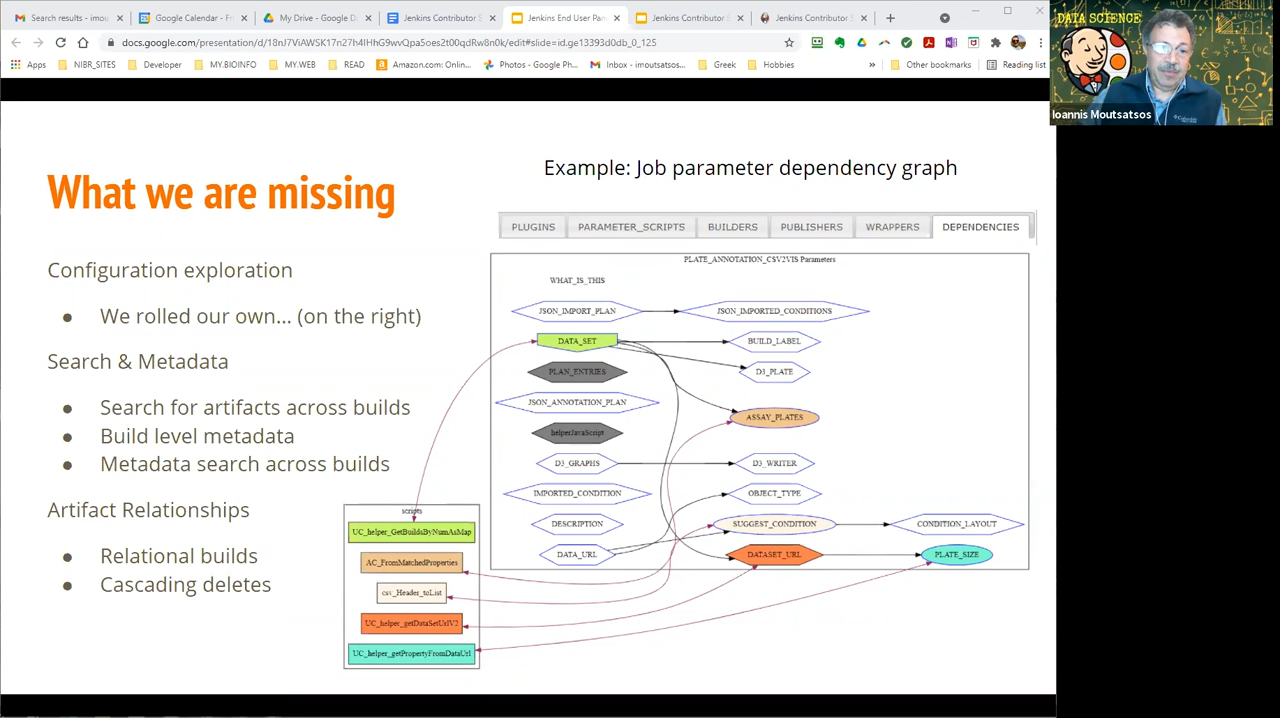 Search results - imou
Google Calendar - Fr
My Drive - Google D
Jenkins Contributor S
Jenkins End User Pan
Jenkins Contributor S
Jenkins Contributor S
docs.google.com/presentation/d/18nJ7ViAWSK17n27h4lHhG9wvQpa5oes2t00qdRw8n0k/edit#slide=id.ge13393d0db_0_125
Apps
NIBR_SITES
Developer
MY.BIOINFO
MY.WEB
READ
Amazon.com: Onlin...
Photos - Google Ph...
Inbox - imoutsatsos...
Greek
Hobbies
»
Other bookmarks
Reading list
DATA SCIENCE
Ioannis Moutsatsos
What we are missing
Configuration exploration
● We rolled our own... (on the right)
Search & Metadata
● Search for artifacts across builds
● Build level metadata
● Metadata search across builds
Artifact Relationships
● Relational builds
● Cascading deletes
Example: Job parameter dependency graph
PLUGINS
PARAMETER_SCRIPTS
BUILDERS
PUBLISHERS
WRAPPERS
DEPENDENCIES
PLATE_ANNOTATION_CSV2VIS Parameters
WHAT_IS_THIS
JSON_IMPORT_PLAN
JSON_IMPORTED_CONDITIONS
DATA_SET
BUILD_LABEL
PLAN_ENTRIES
D3_PLATE
JSON_ANNOTATION_PLAN
ASSAY_PLATES
helperJavaScript
D3_GRAPHS
D3_WRITER
IMPORTED_CONDITION
OBJECT_TYPE
DESCRIPTION
SUGGEST_CONDITION
CONDITION_LAYOUT
DATA_URL
DATASET_URL
PLATE_SIZE
scripts
UC_helper_GetBuildsByNumAsMap
AC_FromMatchedProperties
csv_Header_toList
UC_helper_getDataSetUrlV2
UC_helper_getPropertyFromDataUrl